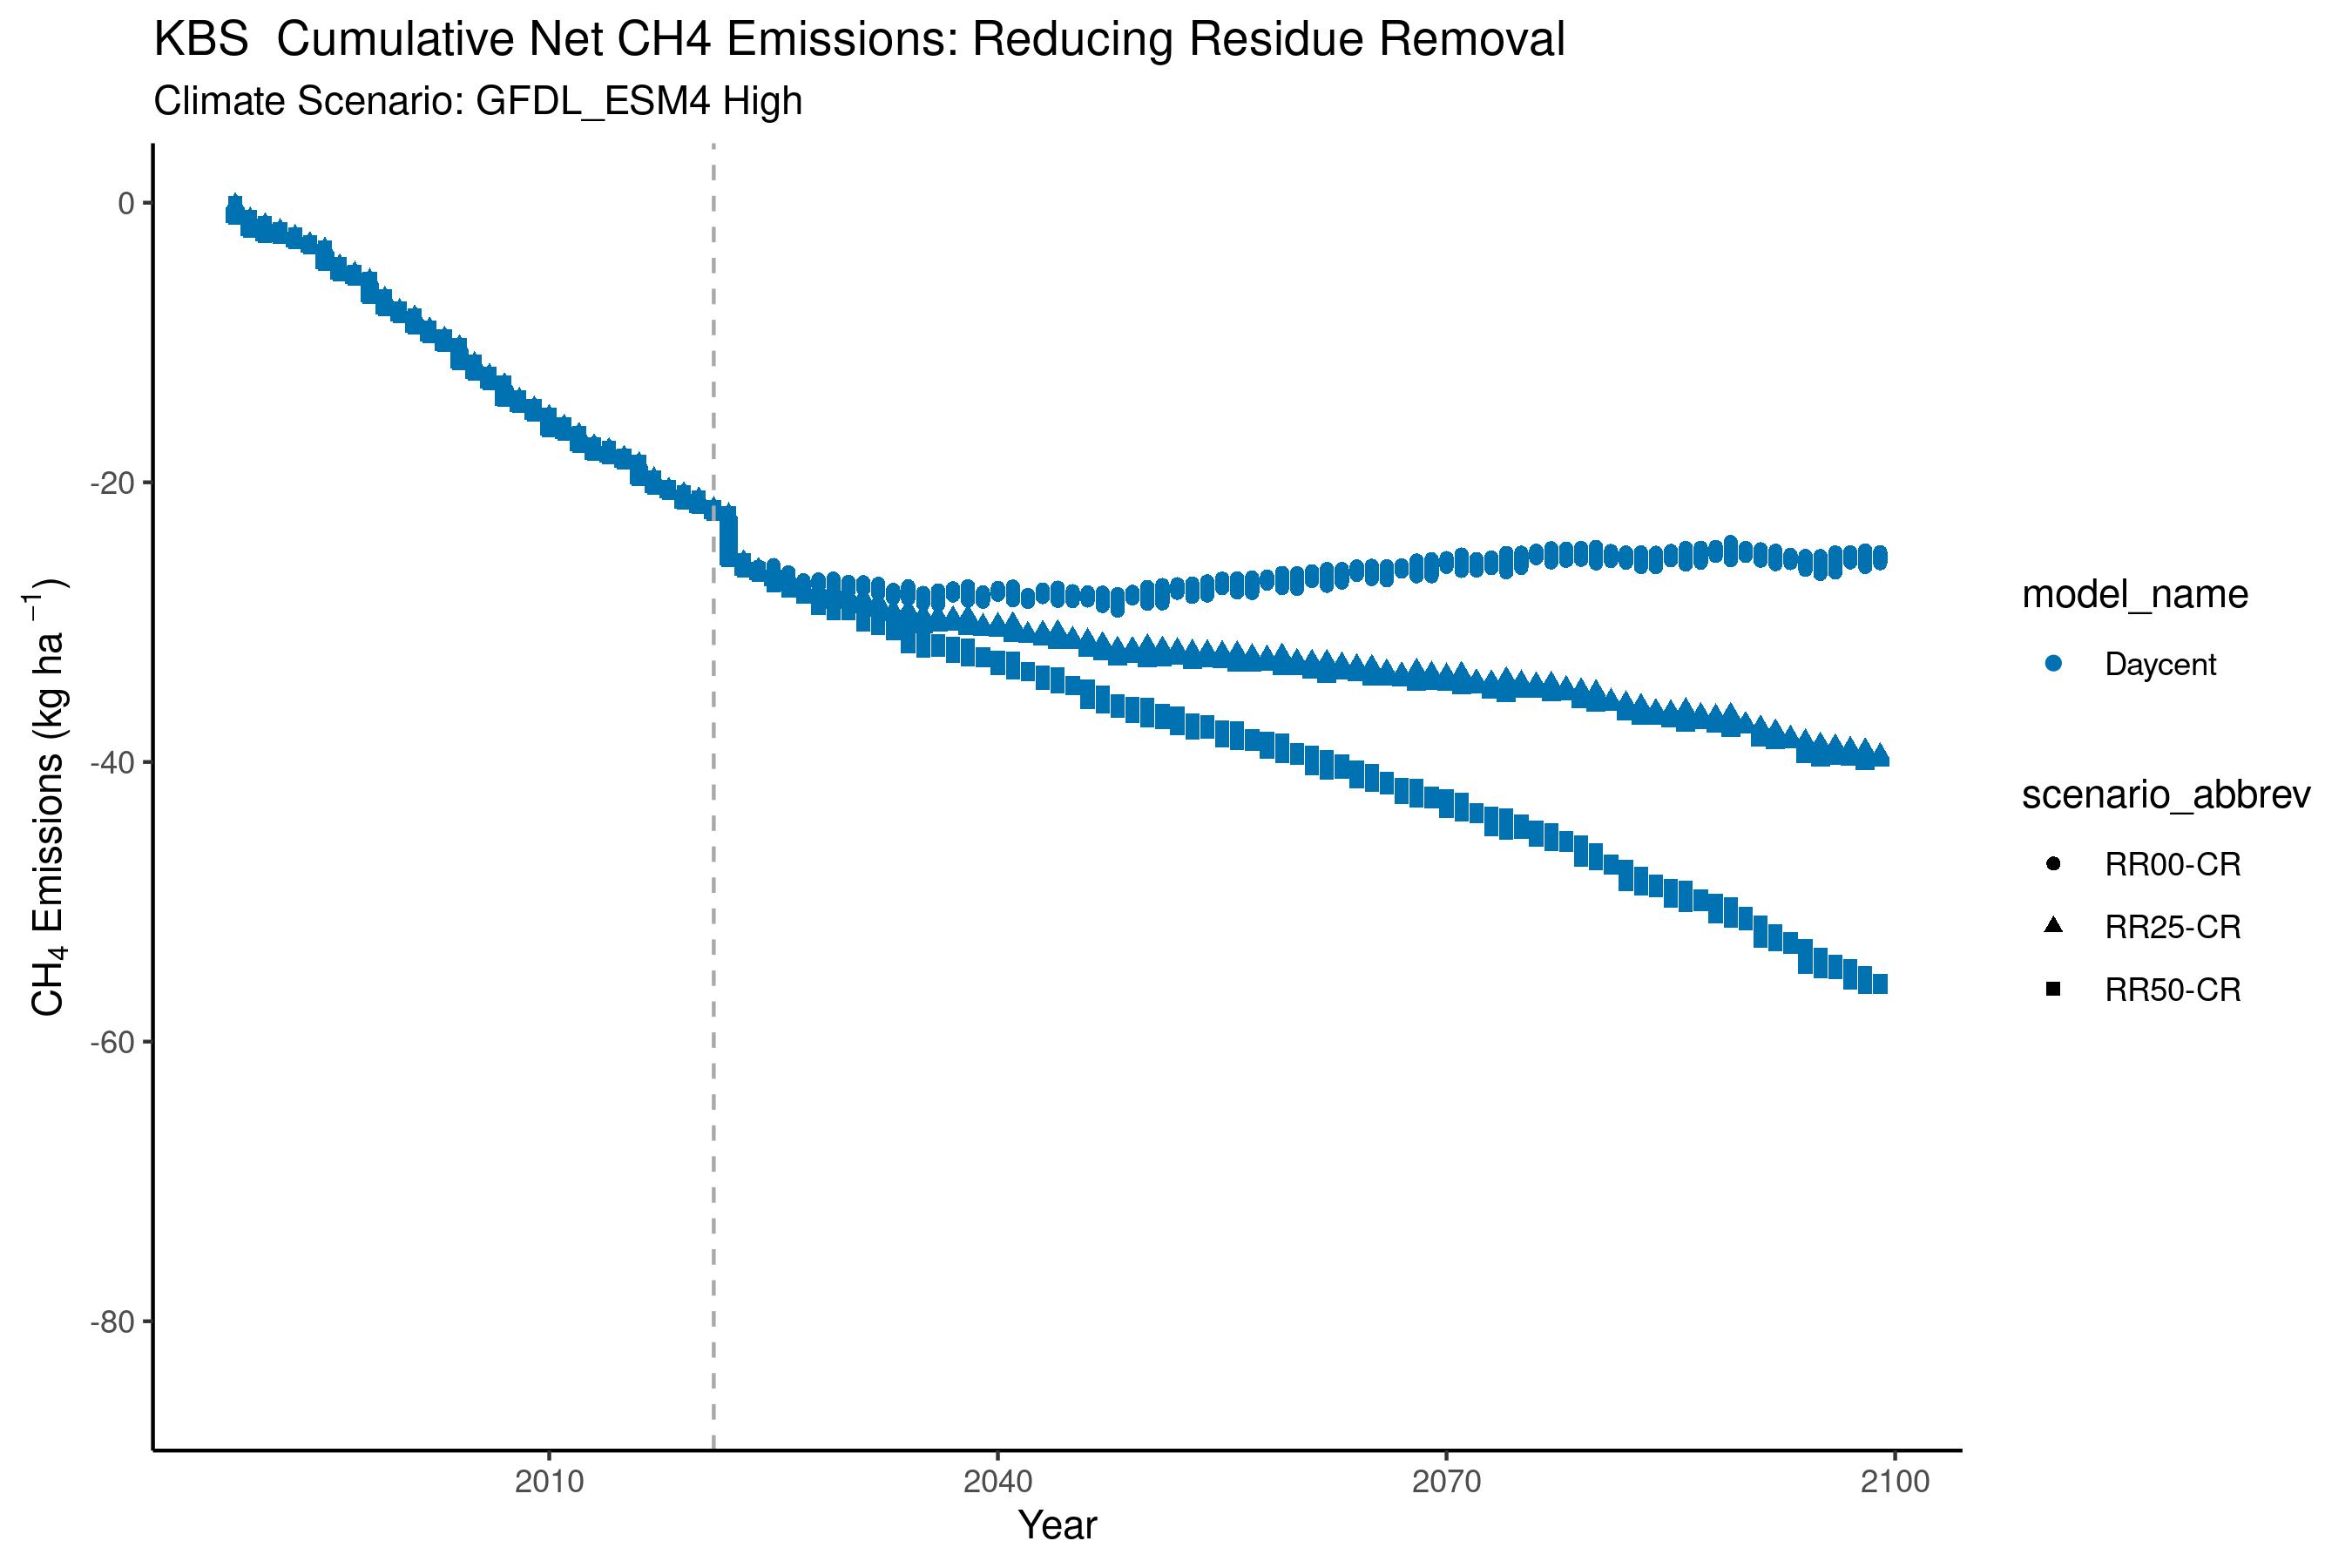 KBS  Cumulative Net CH4 Emissions: Reducing Residue Removal
Climate Scenario: GFDL_ESM4 High
CH₄ Emissions (kg ha ⁻¹)
0
-20
-40
-60
-80
2010
2040
2070
2100
Year
model_name
Daycent
scenario_abbrev
RR00-CR
RR25-CR
RR50-CR